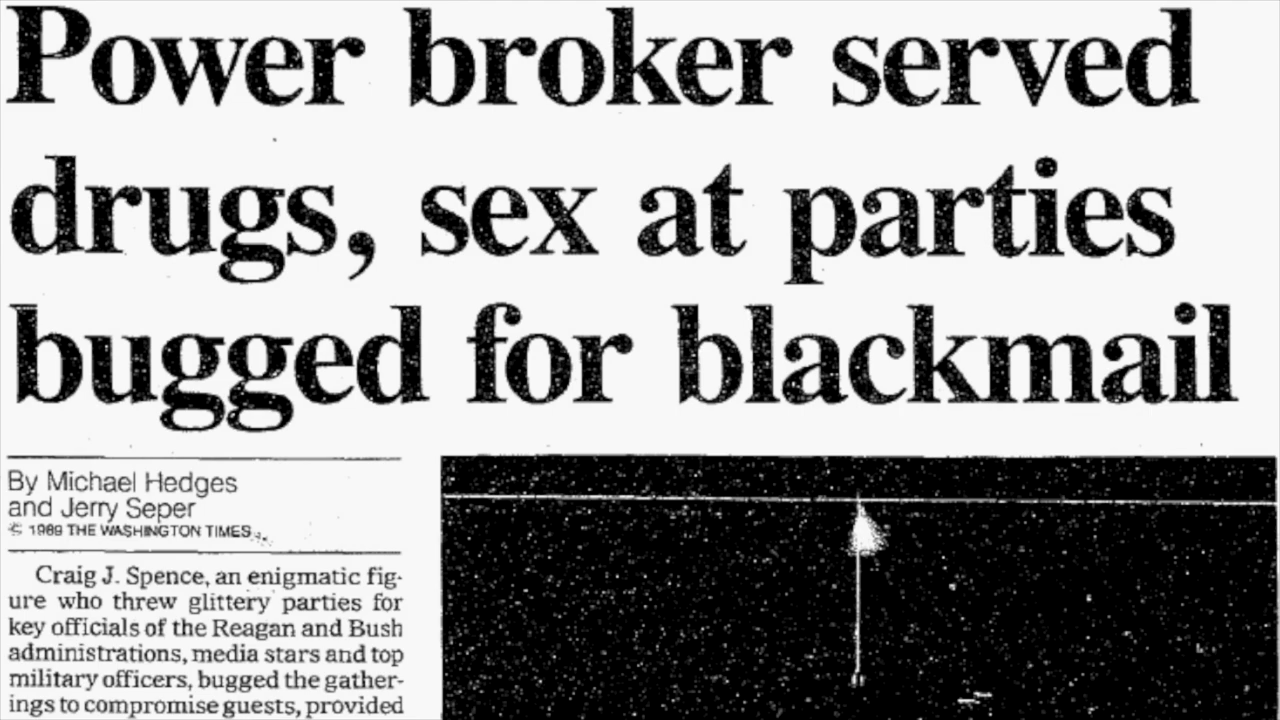 Power broker served
drugs, sex at parties
bugged for blackmail
By Michael Hedges
and Jerry Seper
© 1989 THE WASHINGTON TIMES
Craig J. Spence, an enigmatic fig-
ure who threw glittery parties for
key officials of the Reagan and Bush
administrations, media stars and top
military officers, bugged the gather-
ings to compromise guests, provided